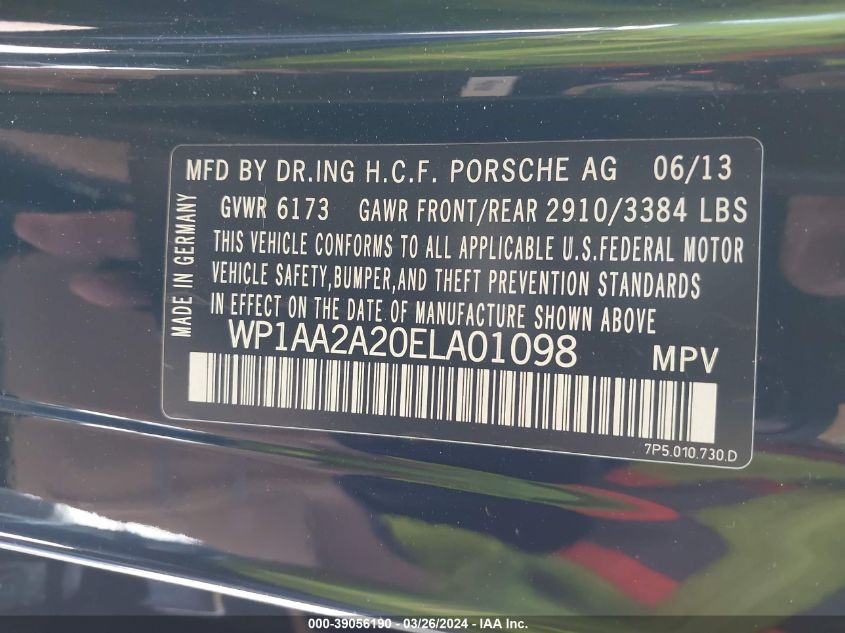 MFD BY DR.ING H.C.F. PORSCHE AG 06/13
GVWR 6173 GAWR FRONT/REAR 2910/3384 LBS
THIS VEHICLE CONFORMS TO ALL APPLICABLE U.S.FEDERAL MOTOR
VEHICLE SAFETY,BUMPER,AND THEFT PREVENTION STANDARDS
IN EFFECT ON THE DATE OF MANUFACTURE SHOWN ABOVE
MADE IN GERMANY
WP1AA2A20ELA01098 MPV
7P5.010.730.D
000-39056190 - 03/26/2024 - IAA Inc.